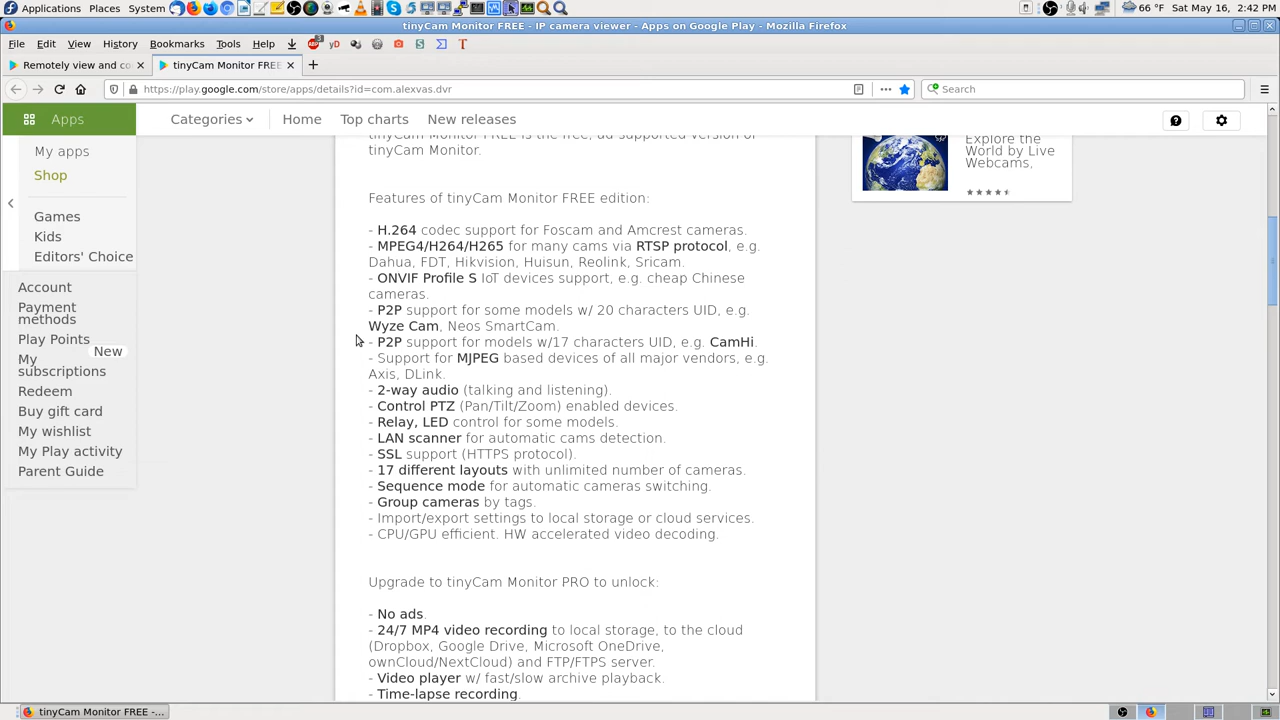 Applications Places System
66 °F Sat May 16, 2:42 PM
tinyCam Monitor FREE - IP camera viewer - Apps on Google Play - Mozilla Firefox
File Edit View History Bookmarks Tools Help
Remotely view and co
tinyCam Monitor FREE
https://play.google.com/store/apps/details?id=com.alexvas.dvr
Search
Apps
Categories
Home
Top charts
New releases
My apps
Shop
Games
Kids
Editors' Choice
Account
Payment
methods
Play Points
New
My
subscriptions
Redeem
Buy gift card
My wishlist
My Play activity
Parent Guide
tinyCam Monitor FREE is the free, ad-supported version of
tinyCam Monitor.
Features of tinyCam Monitor FREE edition:
- H.264 codec support for Foscam and Amcrest cameras.
- MPEG4/H264/H265 for many cams via RTSP protocol, e.g.
Dahua, FDT, Hikvision, Huisun, Reolink, Sricam.
- ONVIF Profile S IoT devices support, e.g. cheap Chinese
cameras.
- P2P support for some models w/ 20 characters UID, e.g.
Wyze Cam, Neos SmartCam.
- P2P support for models w/17 characters UID, e.g. CamHi.
- Support for MJPEG based devices of all major vendors, e.g.
Axis, DLink.
- 2-way audio (talking and listening).
- Control PTZ (Pan/Tilt/Zoom) enabled devices.
- Relay, LED control for some models.
- LAN scanner for automatic cams detection.
- SSL support (HTTPS protocol).
- 17 different layouts with unlimited number of cameras.
- Sequence mode for automatic cameras switching.
- Group cameras by tags.
- Import/export settings to local storage or cloud services.
- CPU/GPU efficient. HW accelerated video decoding.
Upgrade to tinyCam Monitor PRO to unlock:
- No ads.
- 24/7 MP4 video recording to local storage, to the cloud
(Dropbox, Google Drive, Microsoft OneDrive,
ownCloud/NextCloud) and FTP/FTPS server.
- Video player w/ fast/slow archive playback.
- Time-lapse recording.
Explore the
World by Live
Webcams,
tinyCam Monitor FREE -...